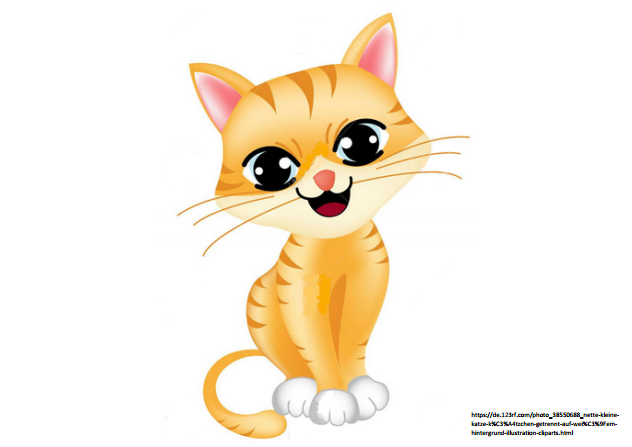 https://de.123rf.com/photo_38550688_nette-kleine-
katze-k%C3%A4tzchen-getrennt-auf-wei%C3%9Fem-
hintergrund-illustration-cliparts.html